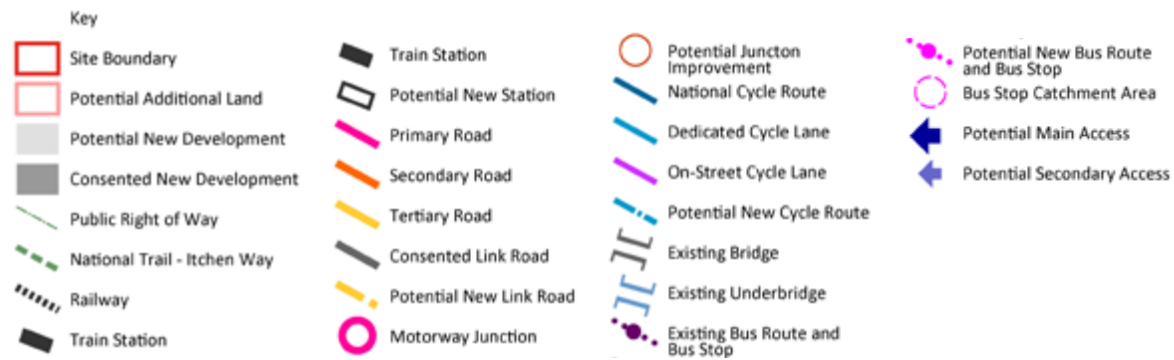 Key
Site Boundary
Potential Additional Land
Potential New Development
Consented New Development
Public Right of Way
National Trail - Itchen Way
Railway
Train Station
Train Station
Potential New Station
Primary Road
Secondary Road
Tertiary Road
Consented Link Road
Potential New Link Road
Motorway Junction
Potential Juncton
Improvement
National Cycle Route
Dedicated Cycle Lane
On-Street Cycle Lane
Potential New Cycle Route
Existing Bridge
Existing Underbridge
Existing Bus Route and
Bus Stop
Potential New Bus Route
and Bus Stop
Bus Stop Catchment Area
Potential Main Access
Potential Secondary Access